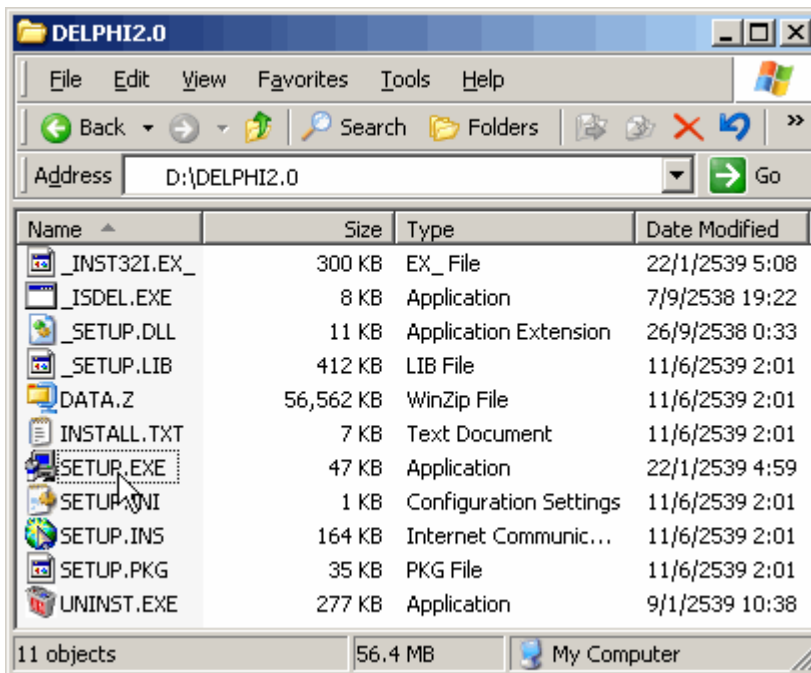 DELPHI2.0
File Edit View Favorites Tools Help
Back Search Folders »
Address D:\DELPHI2.0 Go
Name Size Type Date Modified
_INST32I.EX_ 300 KB EX_ File 22/1/2539 5:08
_ISDEL.EXE 8 KB Application 7/9/2538 19:22
_SETUP.DLL 11 KB Application Extension 26/9/2538 0:33
_SETUP.LIB 412 KB LIB File 11/6/2539 2:01
DATA.Z 56,562 KB WinZip File 11/6/2539 2:01
INSTALL.TXT 7 KB Text Document 11/6/2539 2:01
SETUP.EXE 47 KB Application 22/1/2539 4:59
SETUP.INI 1 KB Configuration Settings 11/6/2539 2:01
SETUP.INS 164 KB Internet Communic... 11/6/2539 2:01
SETUP.PKG 35 KB PKG File 11/6/2539 2:01
UNINST.EXE 277 KB Application 9/1/2539 10:38
11 objects 56.4 MB My Computer